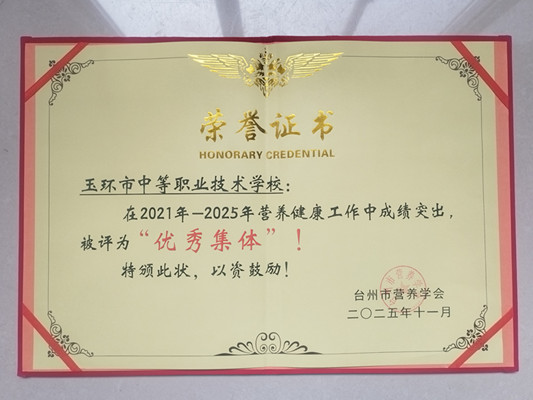 荣誉证书
HONORARY CREDENTIAL
玉环市中等职业技术学校：
在2021年—2025年营养健康工作中成绩突出，
被评为“优秀集体”！
特颁此状，以资鼓励！
台州市营养学会
二〇二五年十一月